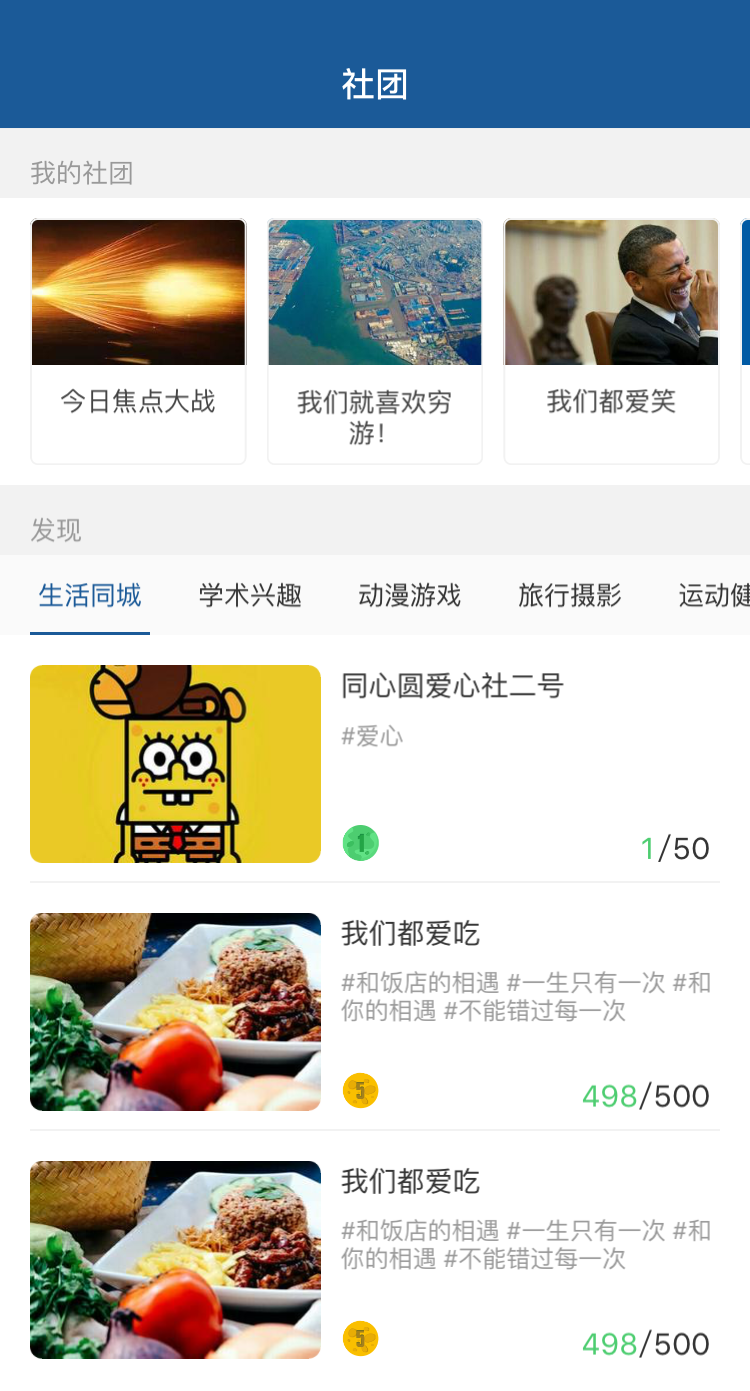 社团
我的社团
今日焦点大战
我们就喜欢穷
游！
我们都爱笑
发现
生活同城 学术兴趣 动漫游戏 旅行摄影 运动健
同心圆爱心社二号
#爱心
1 1/50
我们都爱吃
#和饭店的相遇 #一生只有一次 #和
你的相遇 #不能错过每一次
5 498/500
我们都爱吃
#和饭店的相遇 #一生只有一次 #和
你的相遇 #不能错过每一次
5 498/500